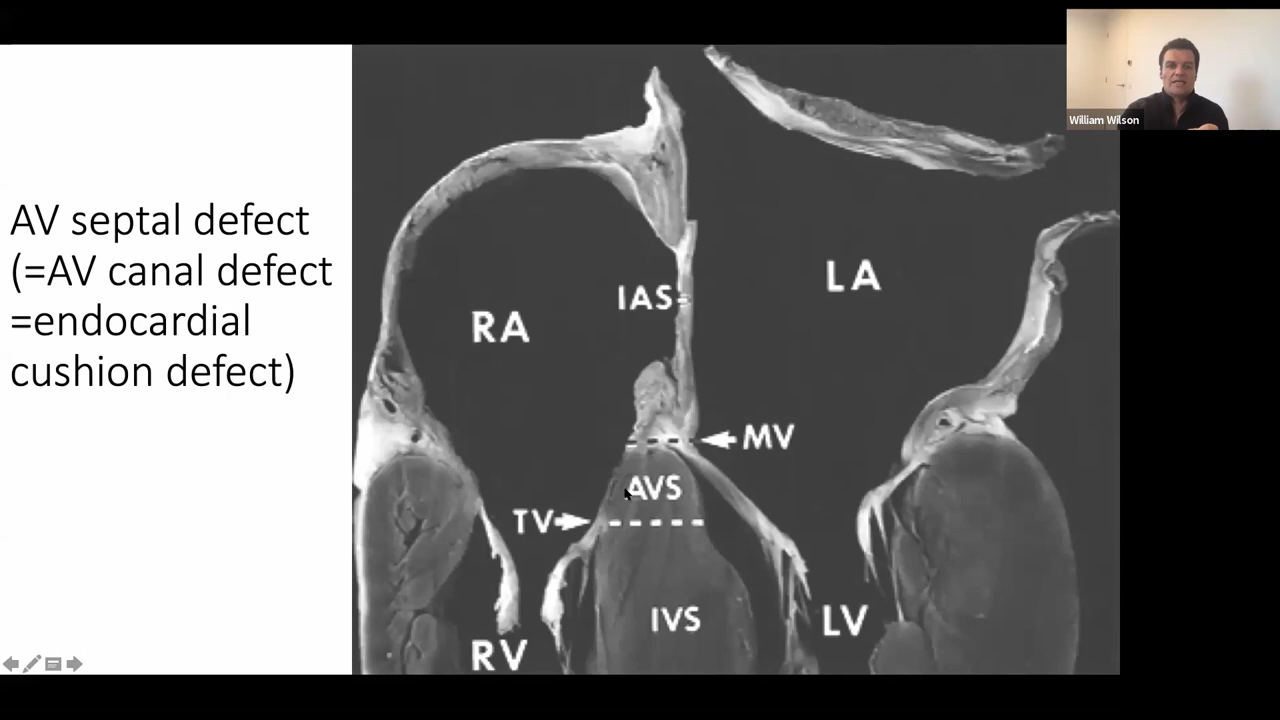 William Wilson
AV septal defect
(=AV canal defect
=endocardial
cushion defect)
IAS
LA
RA
MV
AVS
TV
IVS
LV
RV